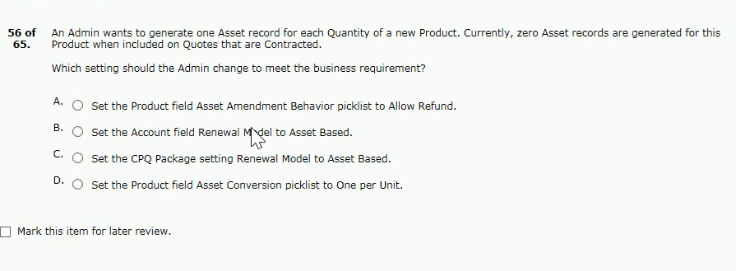 56 of An Admin wants to generate one Asset record for each Quantity of a new Product. Currently, zero Asset records are generated for this
65. Product when included on Quotes that are Contracted.
Which setting should the Admin change to meet the business requirement?
A. Set the Product field Asset Amendment Behavior picklist to Allow Refund.
B. Set the Account field Renewal Model to Asset Based.
C. Set the CPQ Package setting Renewal Model to Asset Based.
D. Set the Product field Asset Conversion picklist to One per Unit.
Mark this item for later review.